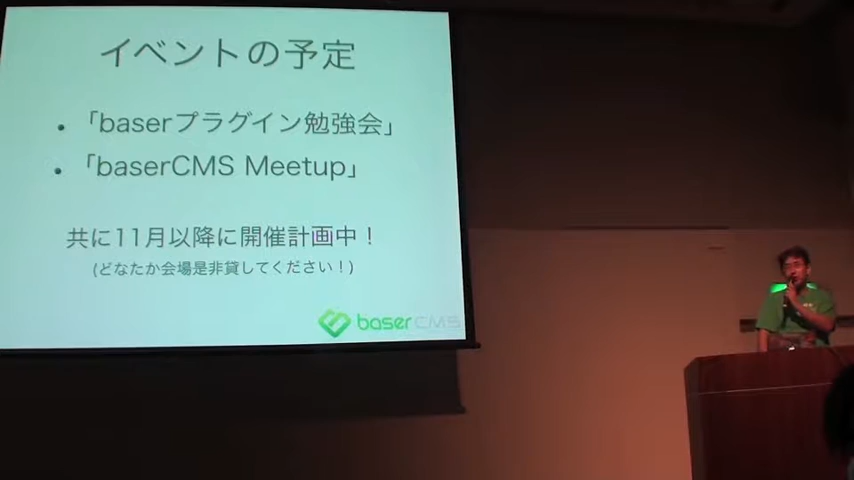 イベントの予定
• 「baserプラグイン勉強会」
• 「baserCMS Meetup」
共に11月以降に開催計画中！
(どなたか会場是非貸してください！)
baserCMS